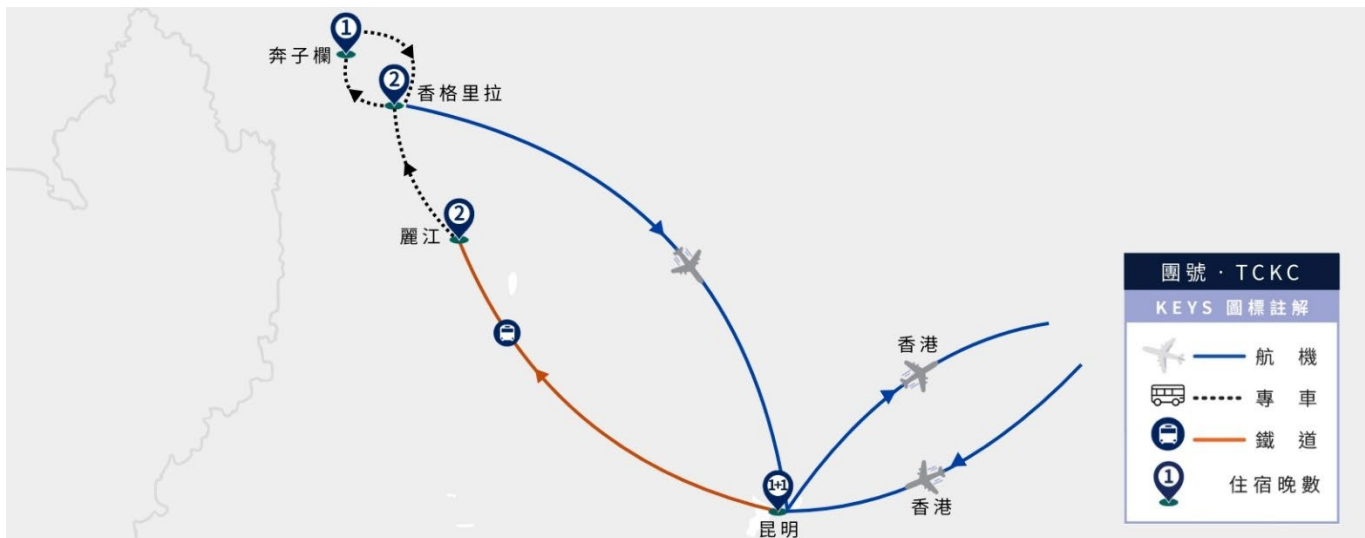 1
奔子欄
2
香格里拉
2
麗江
香港
1+1
昆明
香港
團號 · TCKC
KEYS 圖標註解
航 機
專 車
鐵 道
1
住宿晚數